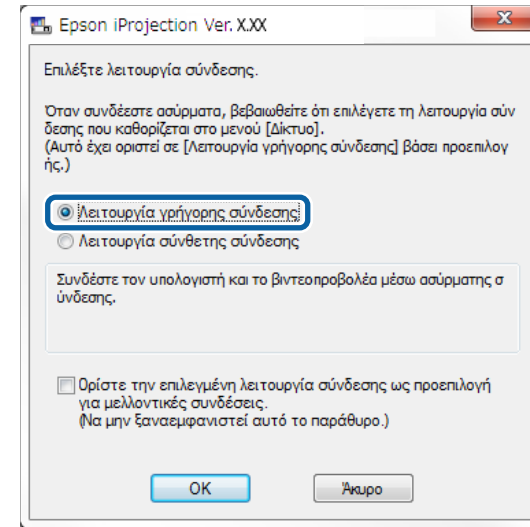 Epson iProjection Ver. X.XX
Επιλέξτε λειτουργία σύνδεσης.
Όταν συνδέεστε ασύρματα, βεβαιωθείτε ότι επιλέγετε τη λειτουργία σύν
δεσης που καθορίζεται στο μενού [Δίκτυο].
(Αυτό έχει οριστεί σε [Λειτουργία γρήγορης σύνδεσης] βάσει προεπιλογ
ής.)
Λειτουργία γρήγορης σύνδεσης
Λειτουργία σύνθετης σύνδεσης
Συνδέστε τον υπολογιστή και το βιντεοπροβολέα μέσω ασύρματης σ
ύνδεσης.
Ορίστε την επιλεγμένη λειτουργία σύνδεσης ως προεπιλογή
για μελλοντικές συνδέσεις.
(Να μην ξαναεμφανιστεί αυτό το παράθυρο.)
OK
Άκυρο